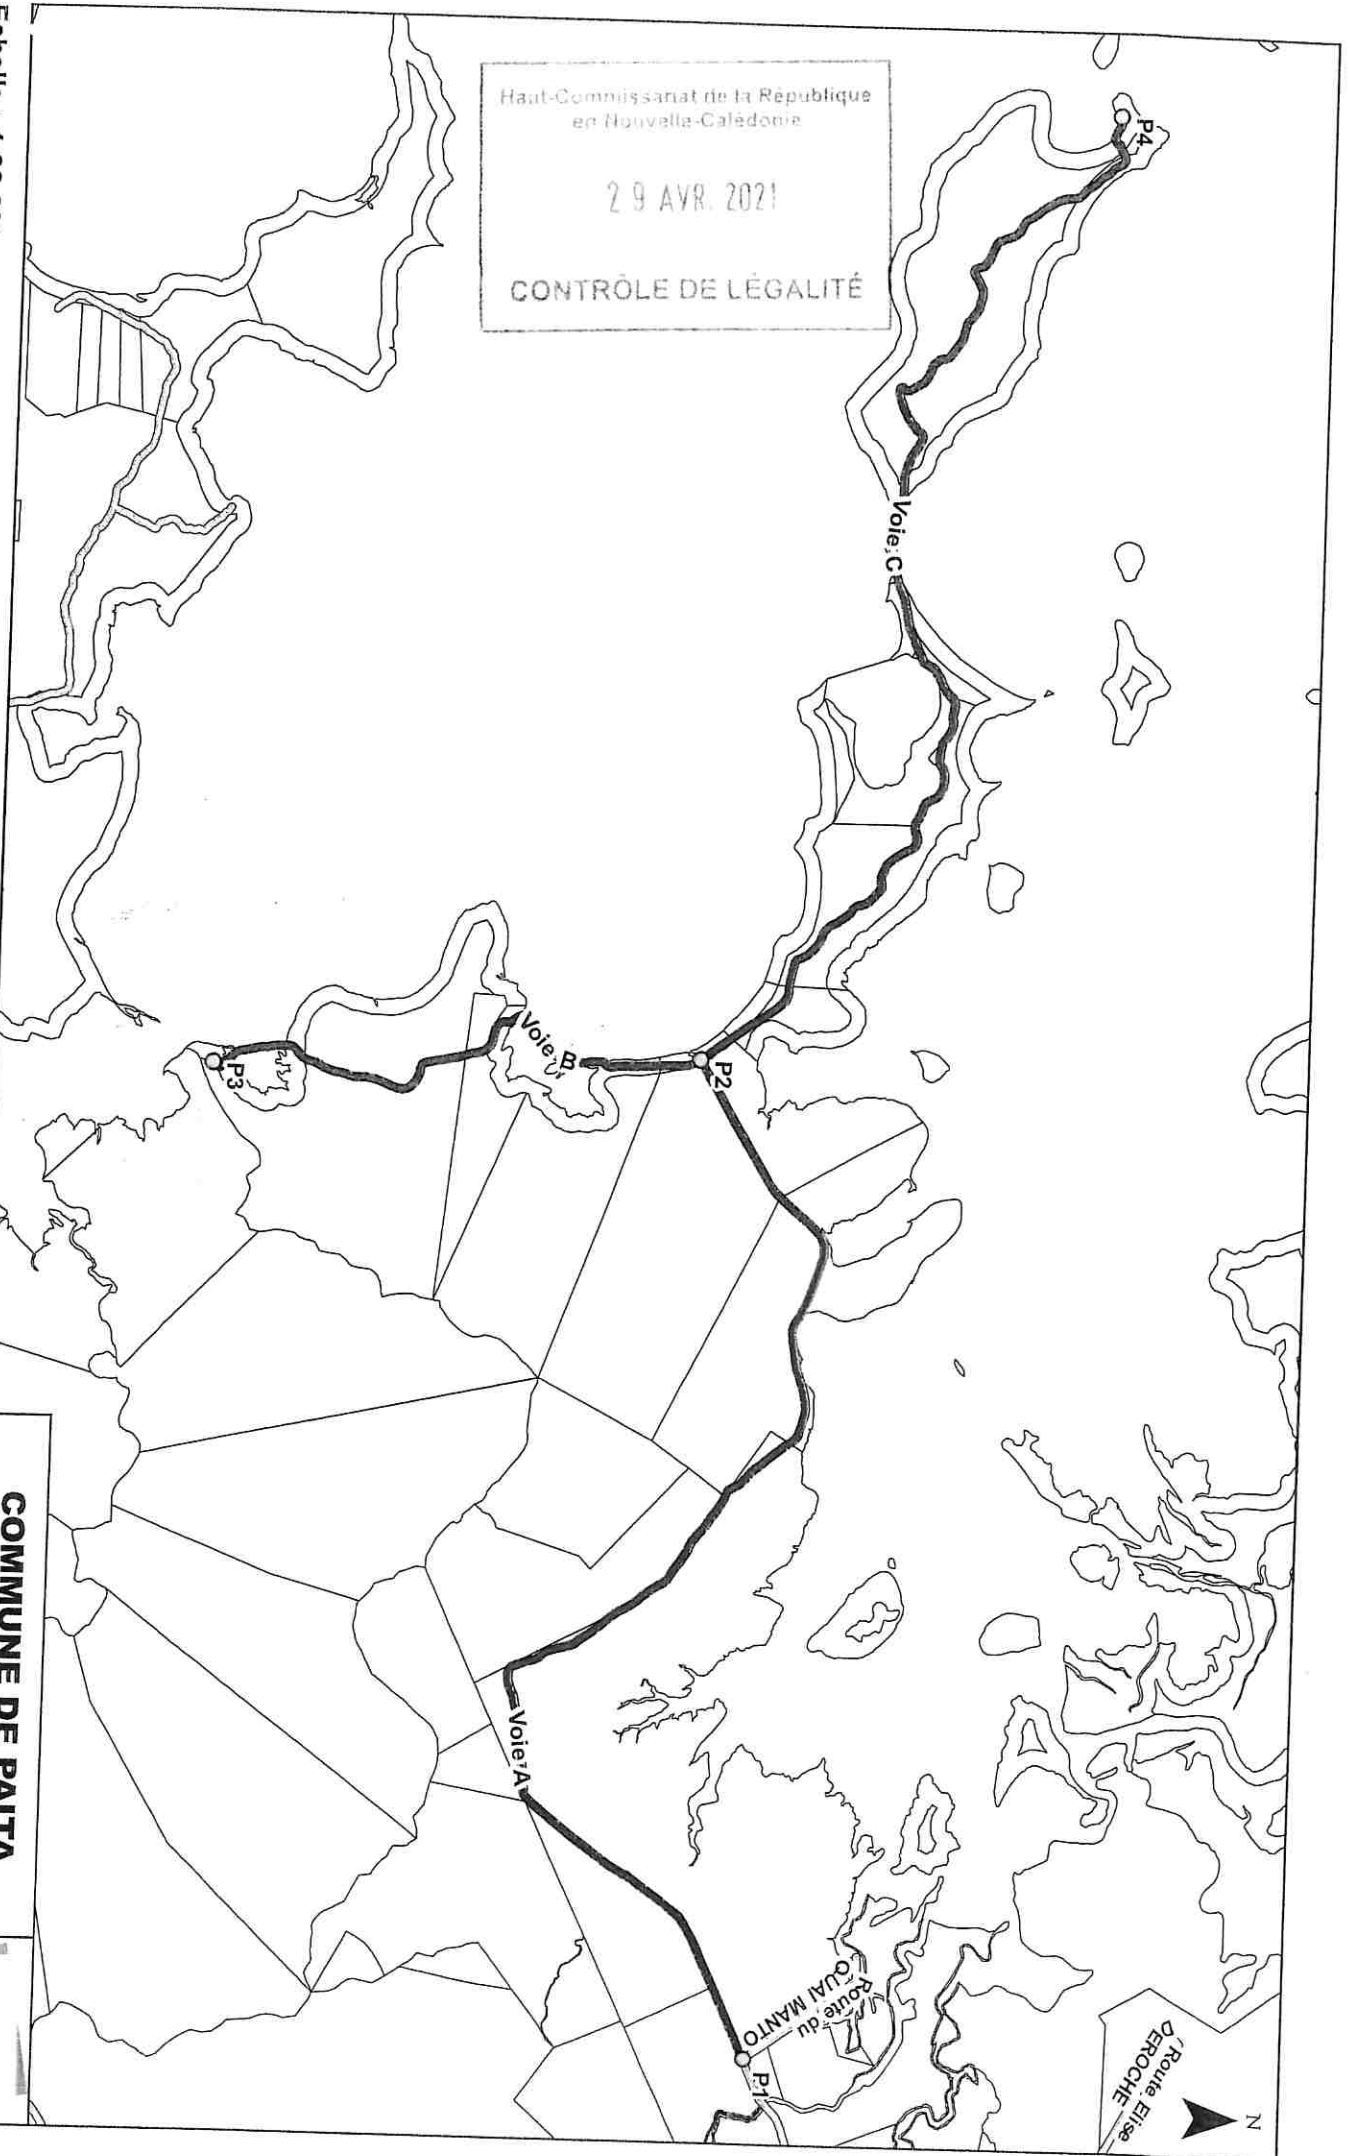 Haut-Commissariat de la République
en Nouvelle-Calédonie
29 AVR. 2021
CONTRÔLE DE LÉGALITÉ
P4
Voie C
P2
Voie B
P3
Voie A
Route du
QUAI MANTO
P1
Route Elise
DEROCHE
N
COMMUNE DE PAITA